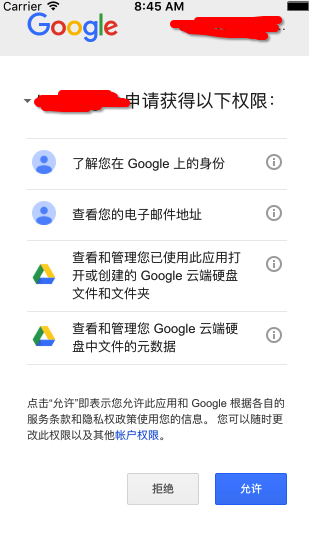 Carrier 8:45 AM
Google
申请获得以下权限：
了解您在 Google 上的身份
查看您的电子邮件地址
查看和管理您已使用此应用打
开或创建的 Google 云端硬盘
文件和文件夹
查看和管理您 Google 云端硬
盘中文件的元数据
点击“允许”即表示您允许此应用和 Google 根据各自的
服务条款和隐私权政策使用您的信息。 您可以随时更
改此权限以及其他帐户权限。
拒绝 允许